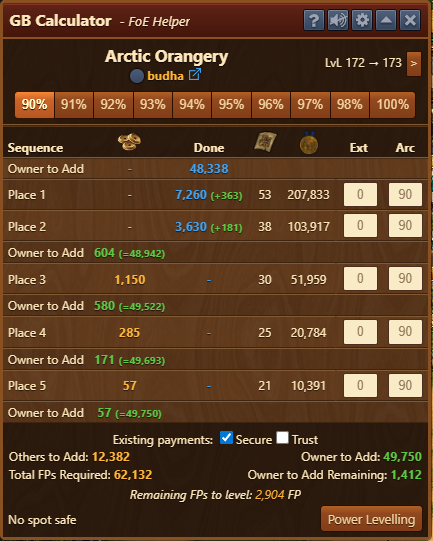 GB Calculator - FoE Helper
Arctic Orangery
budha
LvL 172 → 173 >
90% 91% 92% 93% 94% 95% 96% 97% 98% 100%
Sequence Done Ext Arc
Owner to Add - 48,338
Place 1 - 7,260 (+363) 53 207,833 0 90
Place 2 - 3,630 (+181) 38 103,917 0 90
Owner to Add 604 (=48,942)
Place 3 1,150 - 30 51,959 0 90
Owner to Add 580 (=49,522)
Place 4 285 - 25 20,784 0 90
Owner to Add 171 (=49,693)
Place 5 57 - 21 10,391 0 90
Owner to Add 57 (=49,750)
Existing payments: Secure Trust
Others to Add: 12,382 Owner to Add: 49,750
Total FPs Required: 62,132 Owner to Add Remaining: 1,412
Remaining FPs to level: 2,904 FP
No spot safe Power Levelling